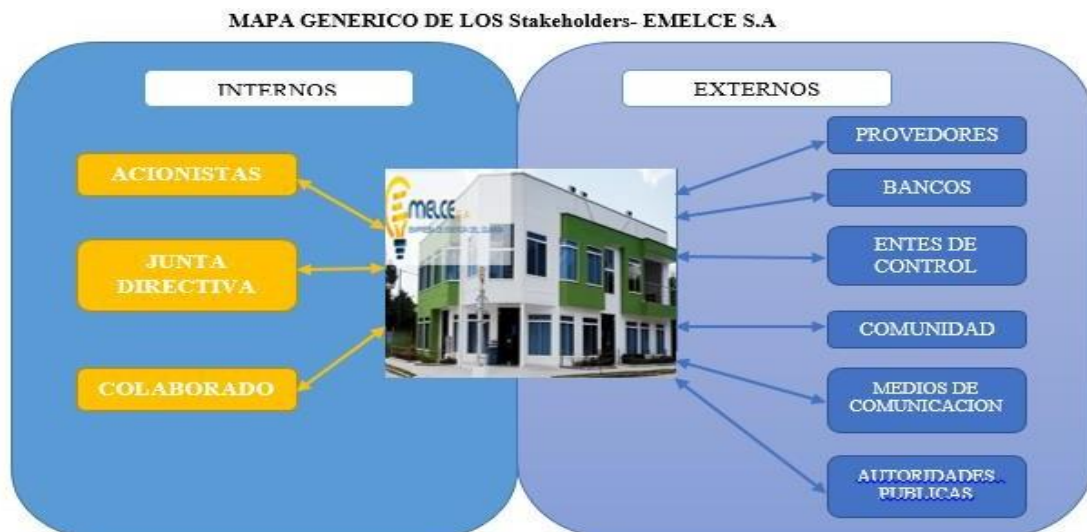 MAPA GENERICO DE LOS Stakeholders- EMELCE S.A
INTERNOS
EXTERNOS
ACIONISTAS
JUNTA
DIRECTIVA
COLABORADO
EMELCE S.A
PROVEDORES
BANCOS
ENTES DE
CONTROL
COMUNIDAD
MEDIOS DE
COMUNICACION
AUTORIDADES
PUBLICAS